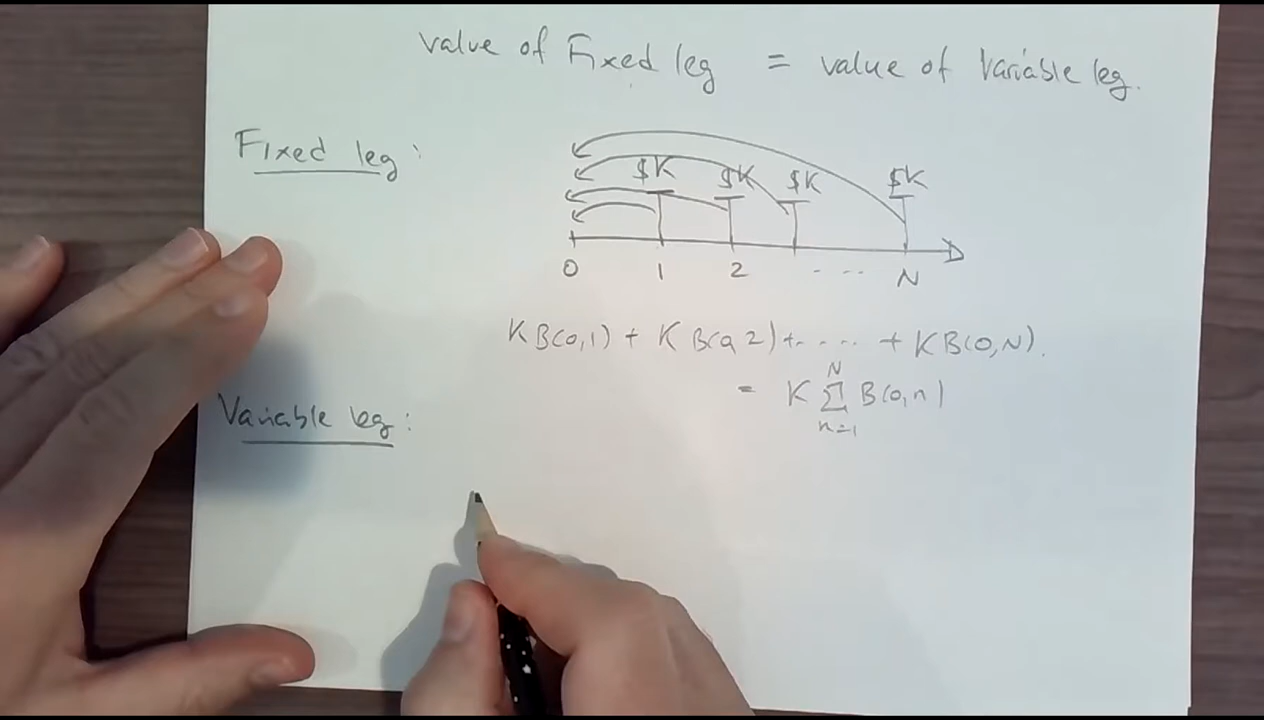 value of Fixed leg = value of Variable leg.
Fixed leg:
$K $K $K $K
0 1 2 .... N
K B(0,1) + K B(0,2) + ..... + K B(0,N).
= K ∑ B(0,n)
N
n=1
Variable leg: